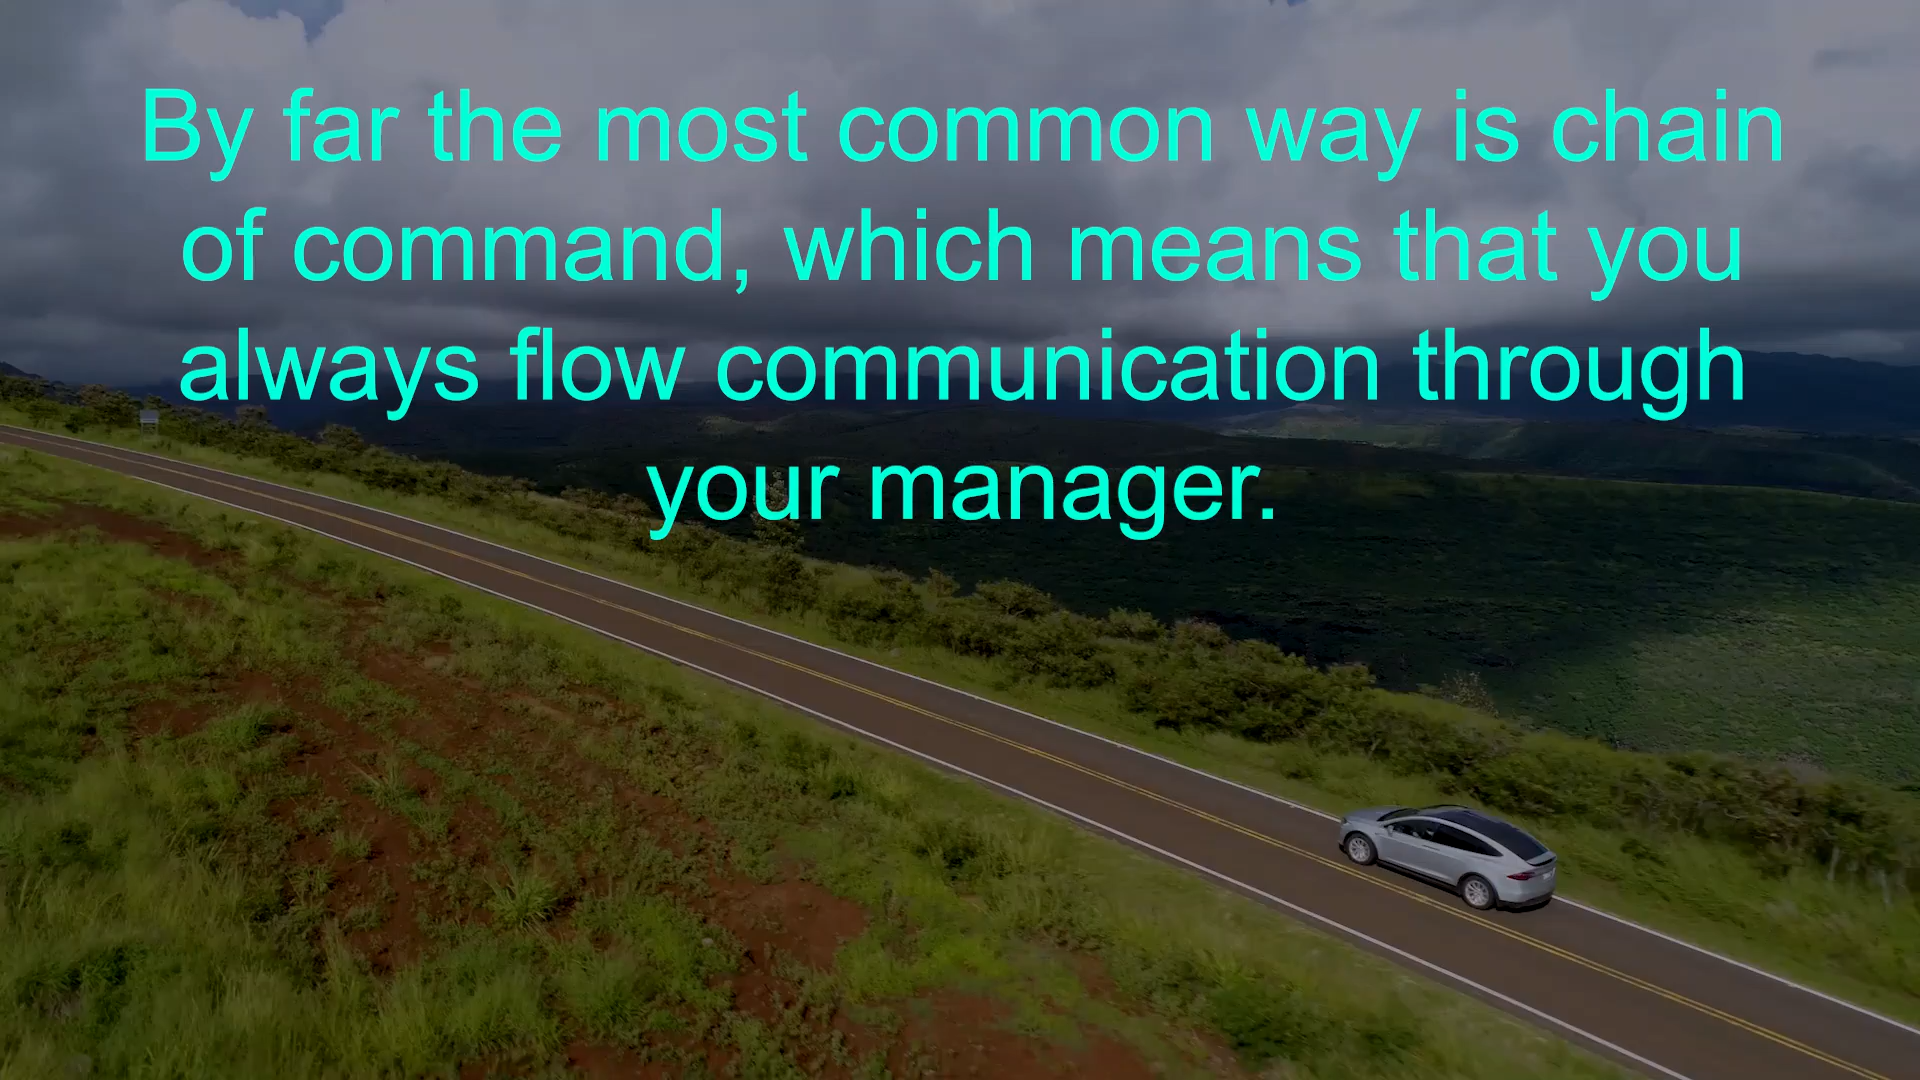 By far the most common way is chain
of command, which means that you
always flow communication through
your manager.